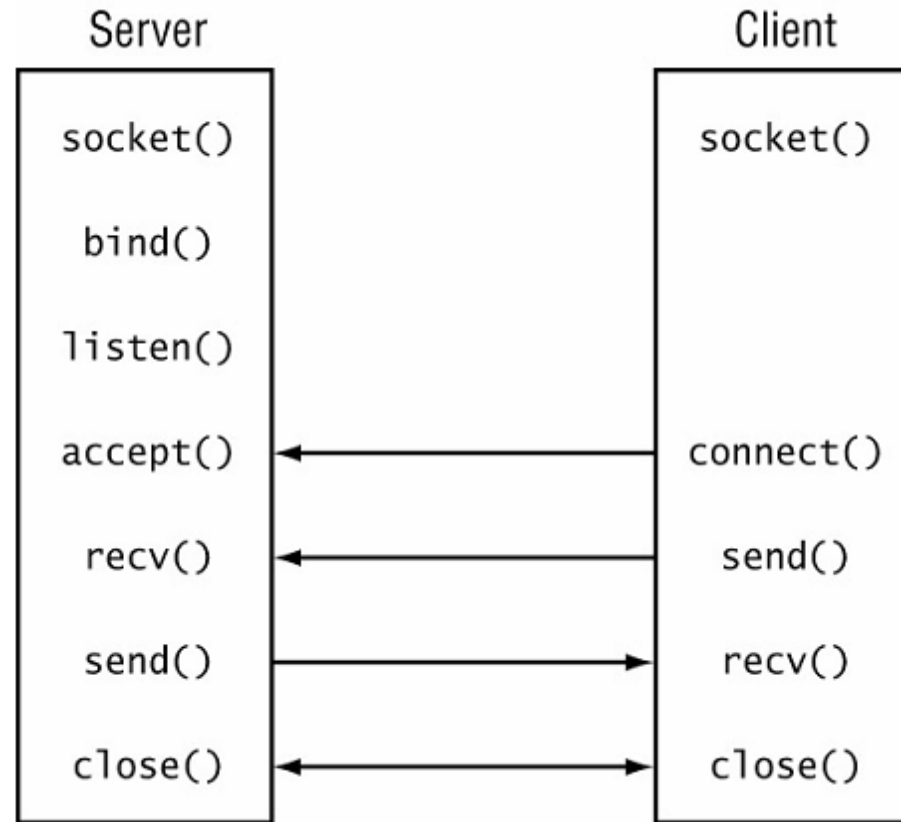 Server
Client
socket()
socket()
bind()
listen()
accept()
connect()
recv()
send()
send()
recv()
close()
close()